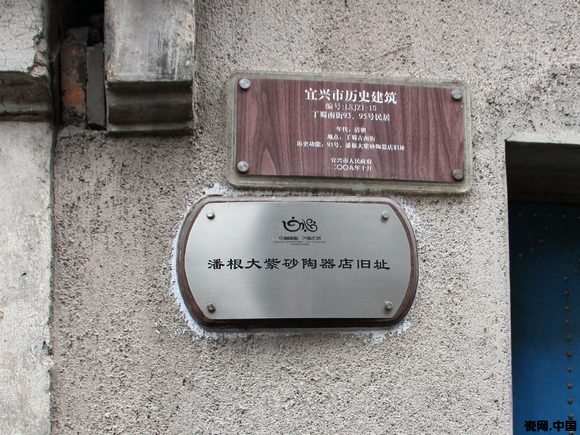 宜兴市历史建筑
编号:LSJZ1-15
丁蜀南街93、95号民居
年代：清朝
地点：丁蜀古南街
历史功能：93号，潘根大紫砂陶器店旧址
宜兴市人民政府
二〇〇九年十月
潘根大紫砂陶器店旧址
瓷网.中国